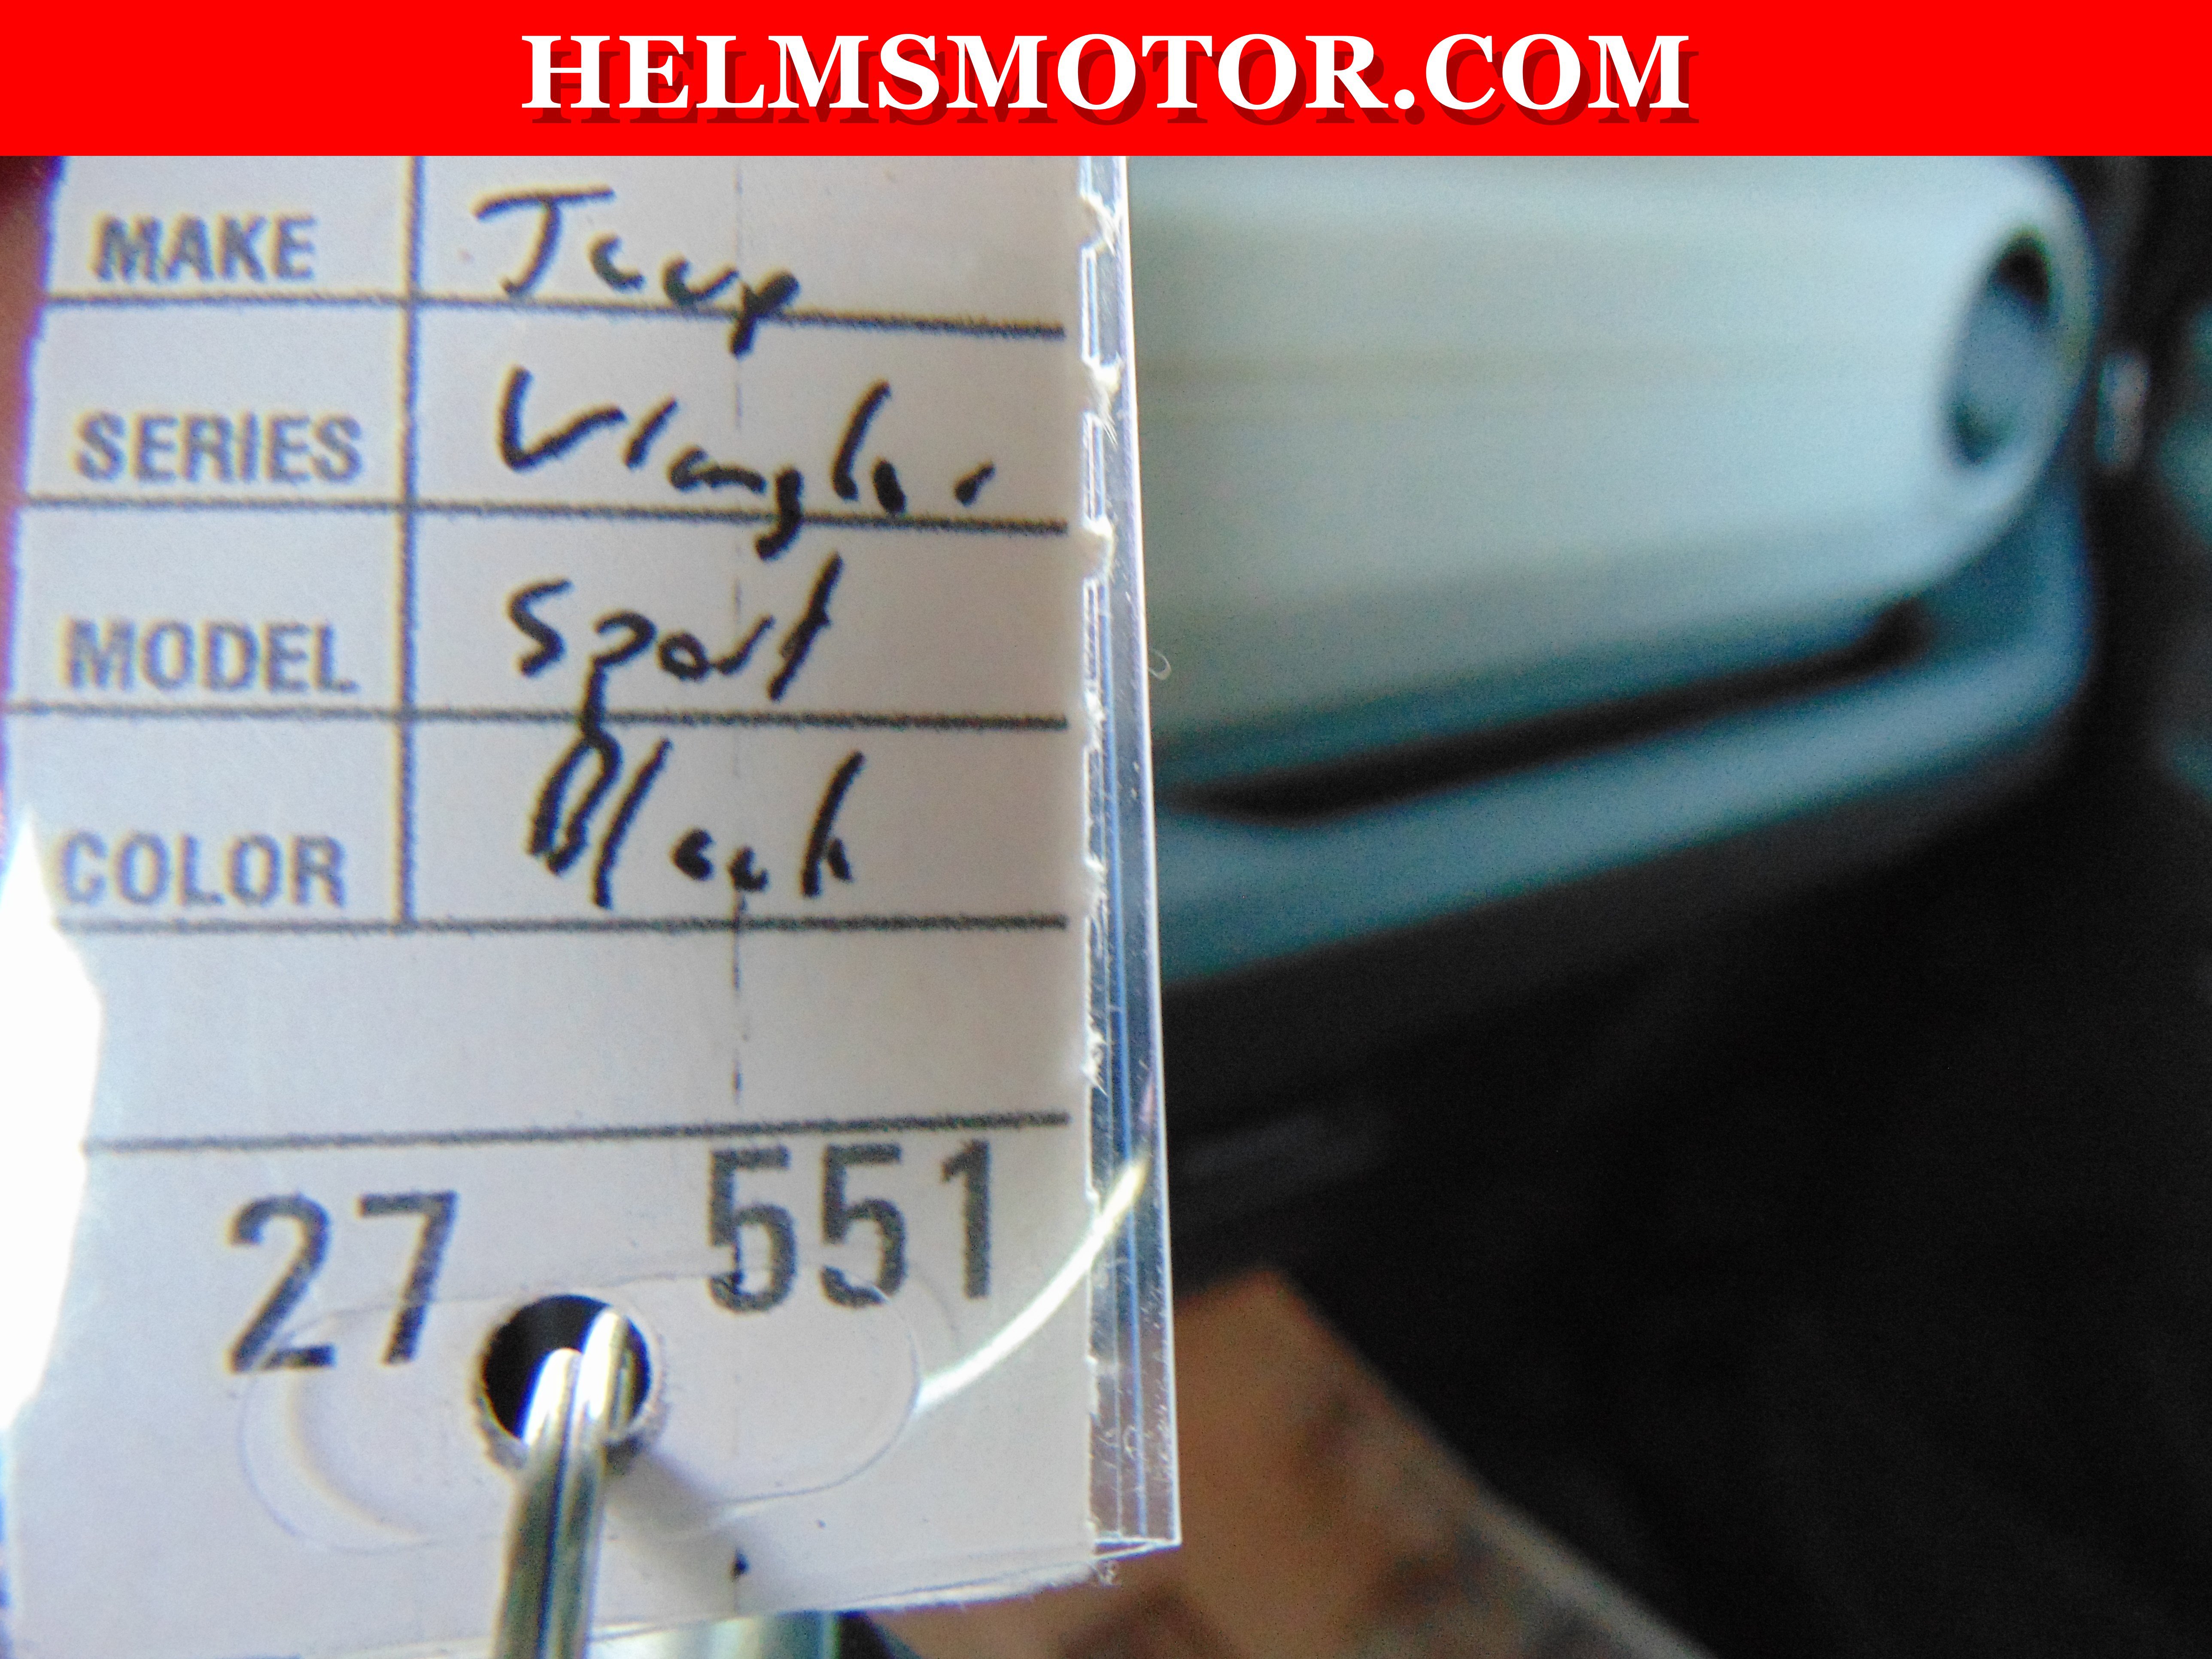 HELMSMOTOR.COM
MAKE Jeep
SERIES Wrangler
MODEL Sport
COLOR Black
27 551